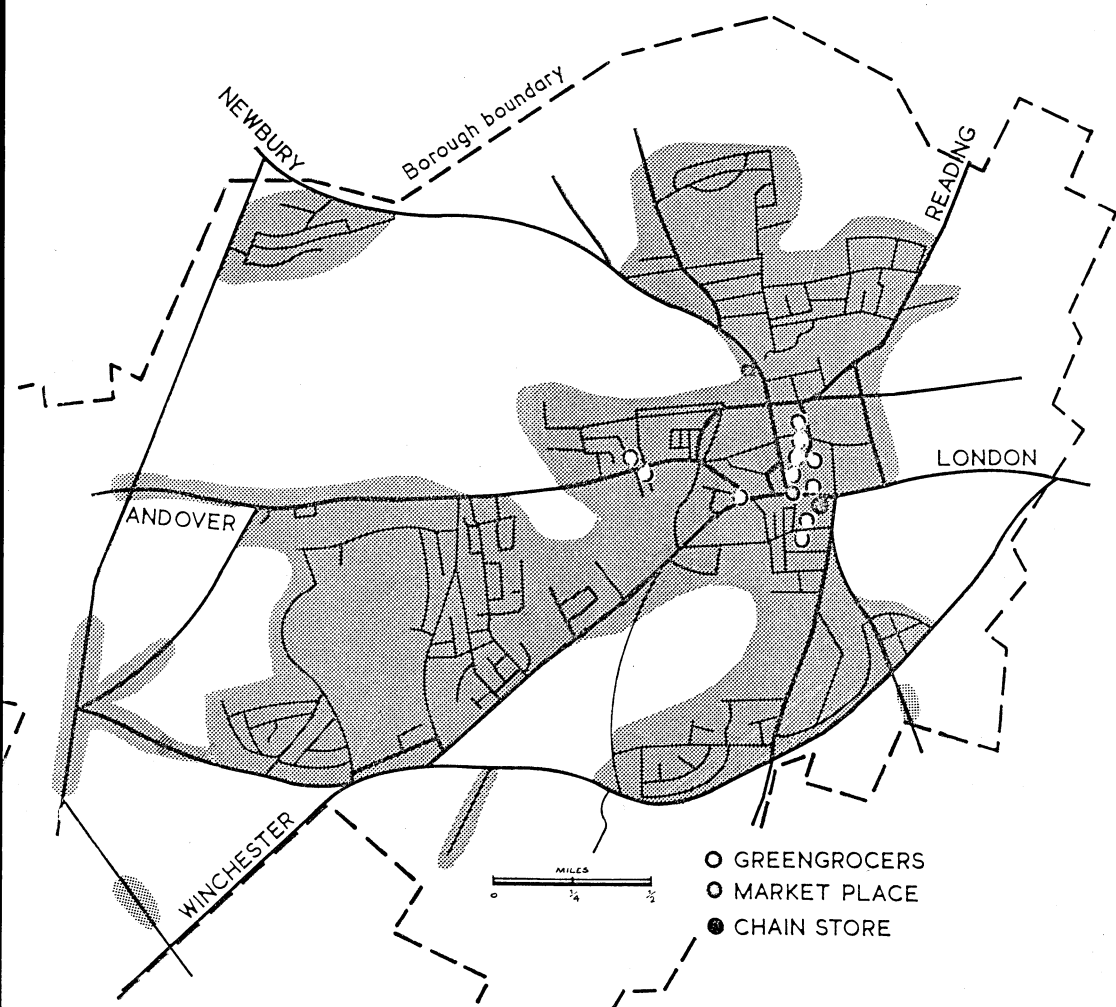 NEWBURY
Borough boundary
READING
LONDON
ANDOVER
WINCHESTER
MILES
0 1/4 1/2
GREENGROCERS
MARKET PLACE
CHAIN STORE